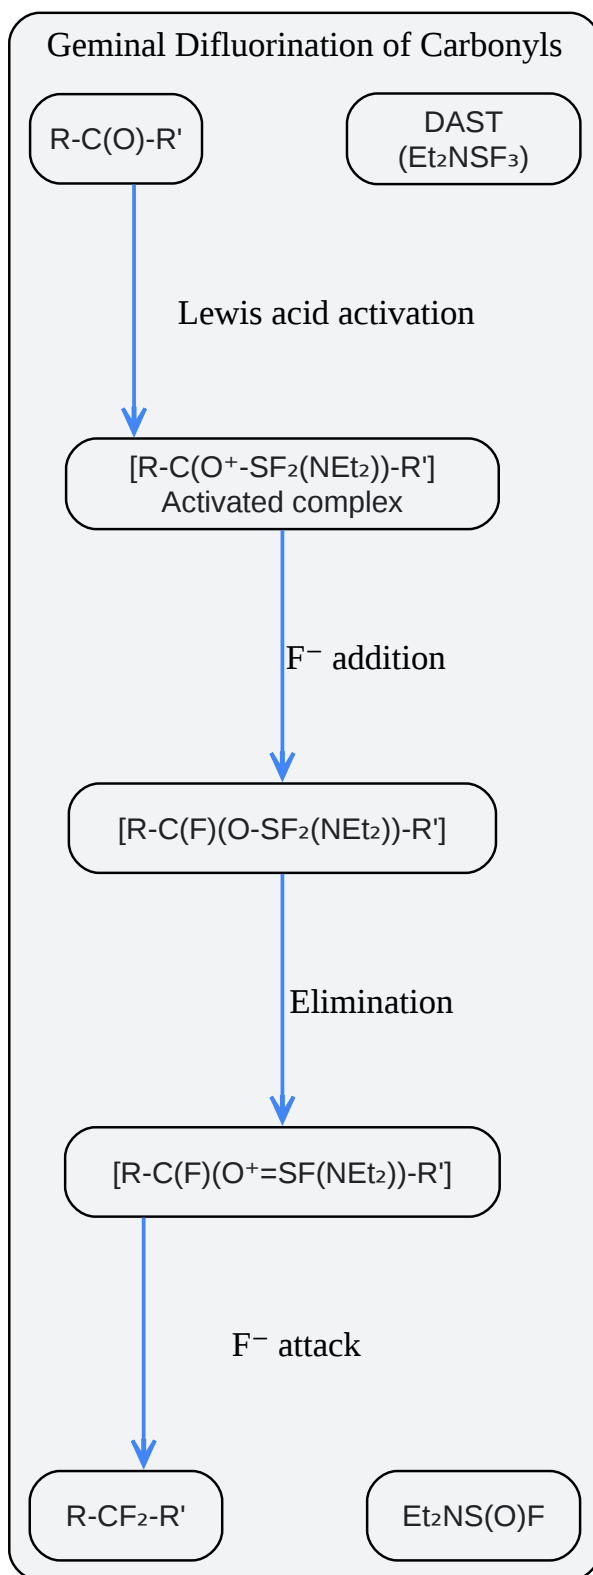 Geminal Difluorination of Carbonyls
R-C(O)-R'
DAST
(Et₂NSF₃)
Lewis acid activation
[R-C(O⁺-SF₂(NEt₂))-R']
Activated complex
F⁻ addition
[R-C(F)(O-SF₂(NEt₂))-R']
Elimination
[R-C(F)(O⁺=SF(NEt₂))-R']
F⁻ attack
R-CF₂-R'
Et₂NS(O)F